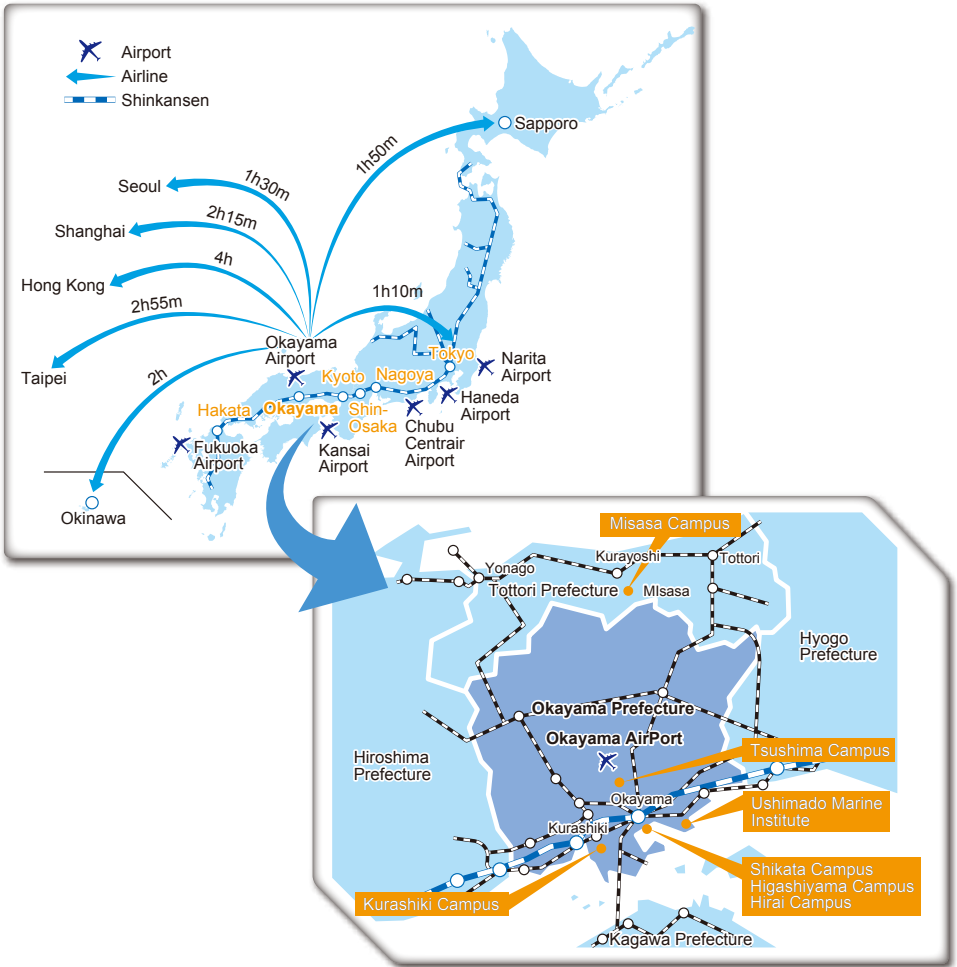 Airport
Airline
Shinkansen
Sapporo
1h50m
Seoul
1h30m
Shanghai
2h15m
Hong Kong
4h
2h55m
Taipei
2h
1h10m
Okayama
Airport
Tokyo
Narita
Airport
Kyoto
Nagoya
Haneda
Airport
Hakata
Okayama
Shin-
Osaka
Chubu
Centrair
Airport
Fukuoka
Airport
Kansai
Airport
Okinawa
Misasa Campus
Kurayoshi
Tottori
Yonago
Tottori Prefecture
MIsasa
Hyogo
Prefecture
Okayama Prefecture
Okayama AirPort
Tsushima Campus
Hiroshima
Prefecture
Okayama
Ushimado Marine
Institute
Kurashiki
Shikata Campus
Higashiyama Campus
Hirai Campus
Kurashiki Campus
Kagawa Prefecture